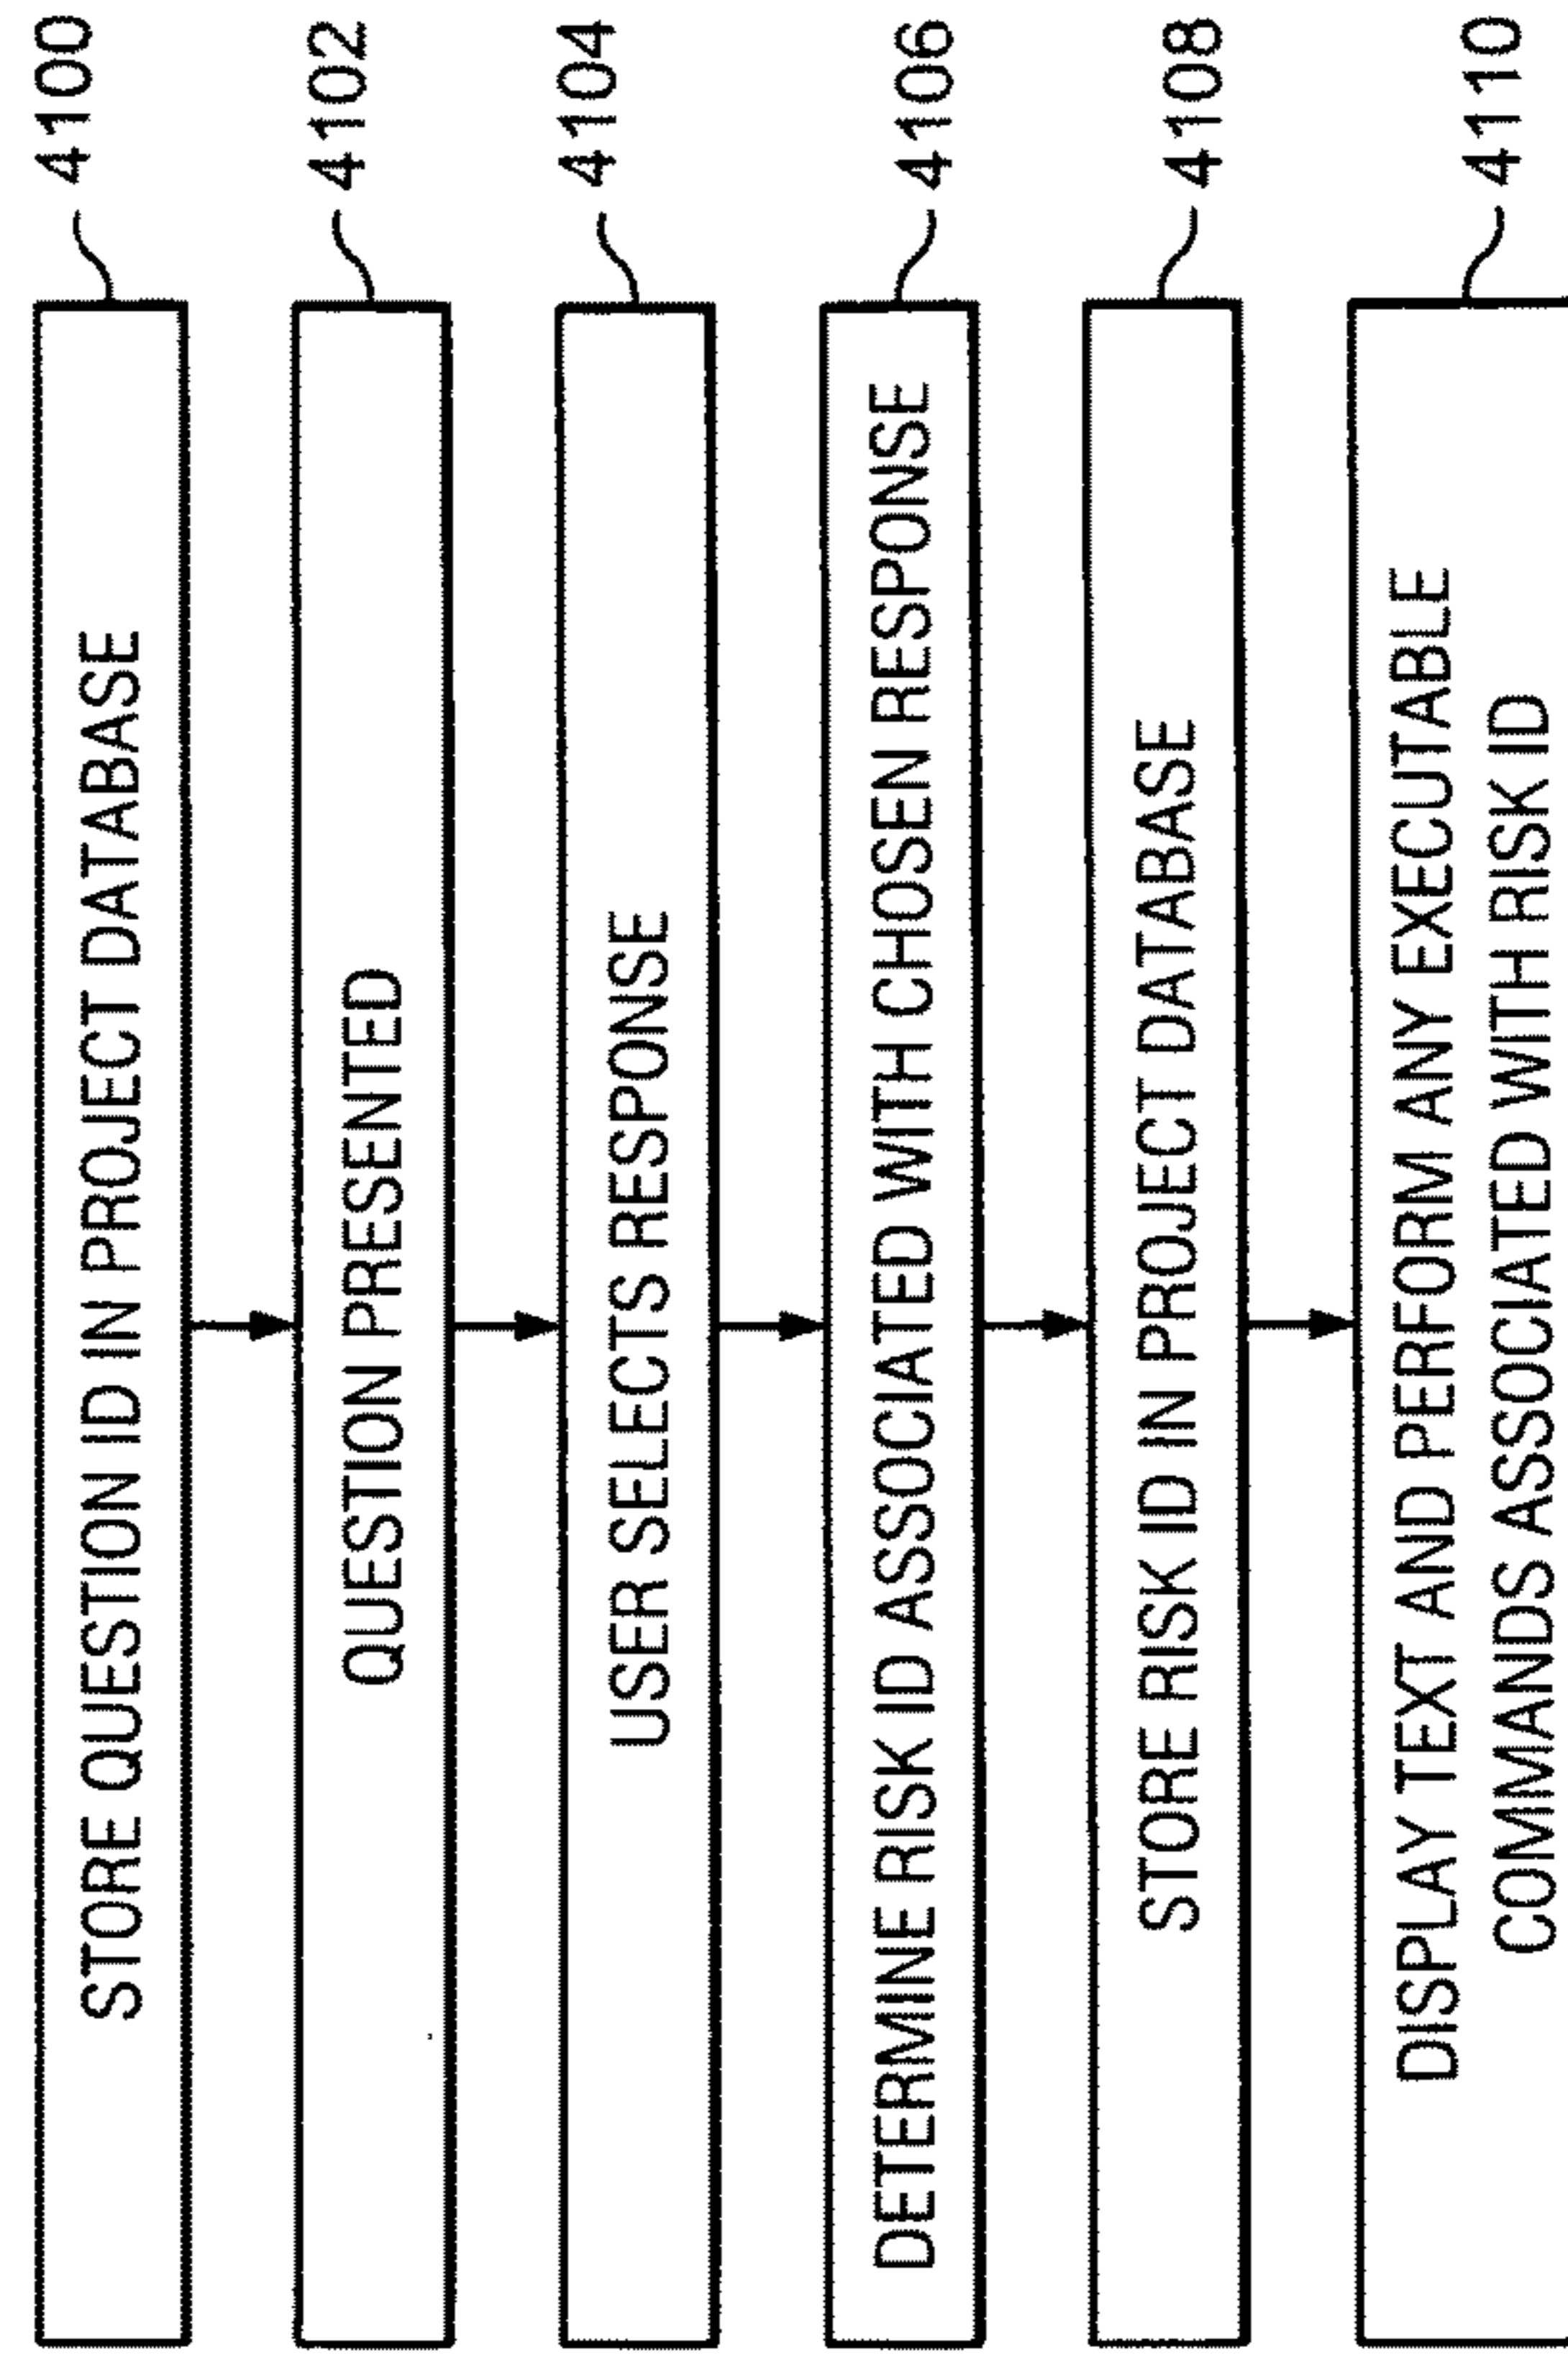 STORE QUESTION ID IN PROJECT DATABASE
4100
QUESTION PRESENTED
4102
USER SELECTS RESPONSE
4104
DETERMINE RISK ID ASSOCIATED WITH CHOSEN RESPONSE
4106
STORE RISK ID IN PROJECT DATABASE
4108
DISPLAY TEXT AND PERFORM ANY EXECUTABLE
COMMANDS ASSOCIATED WITH RISK ID
4110